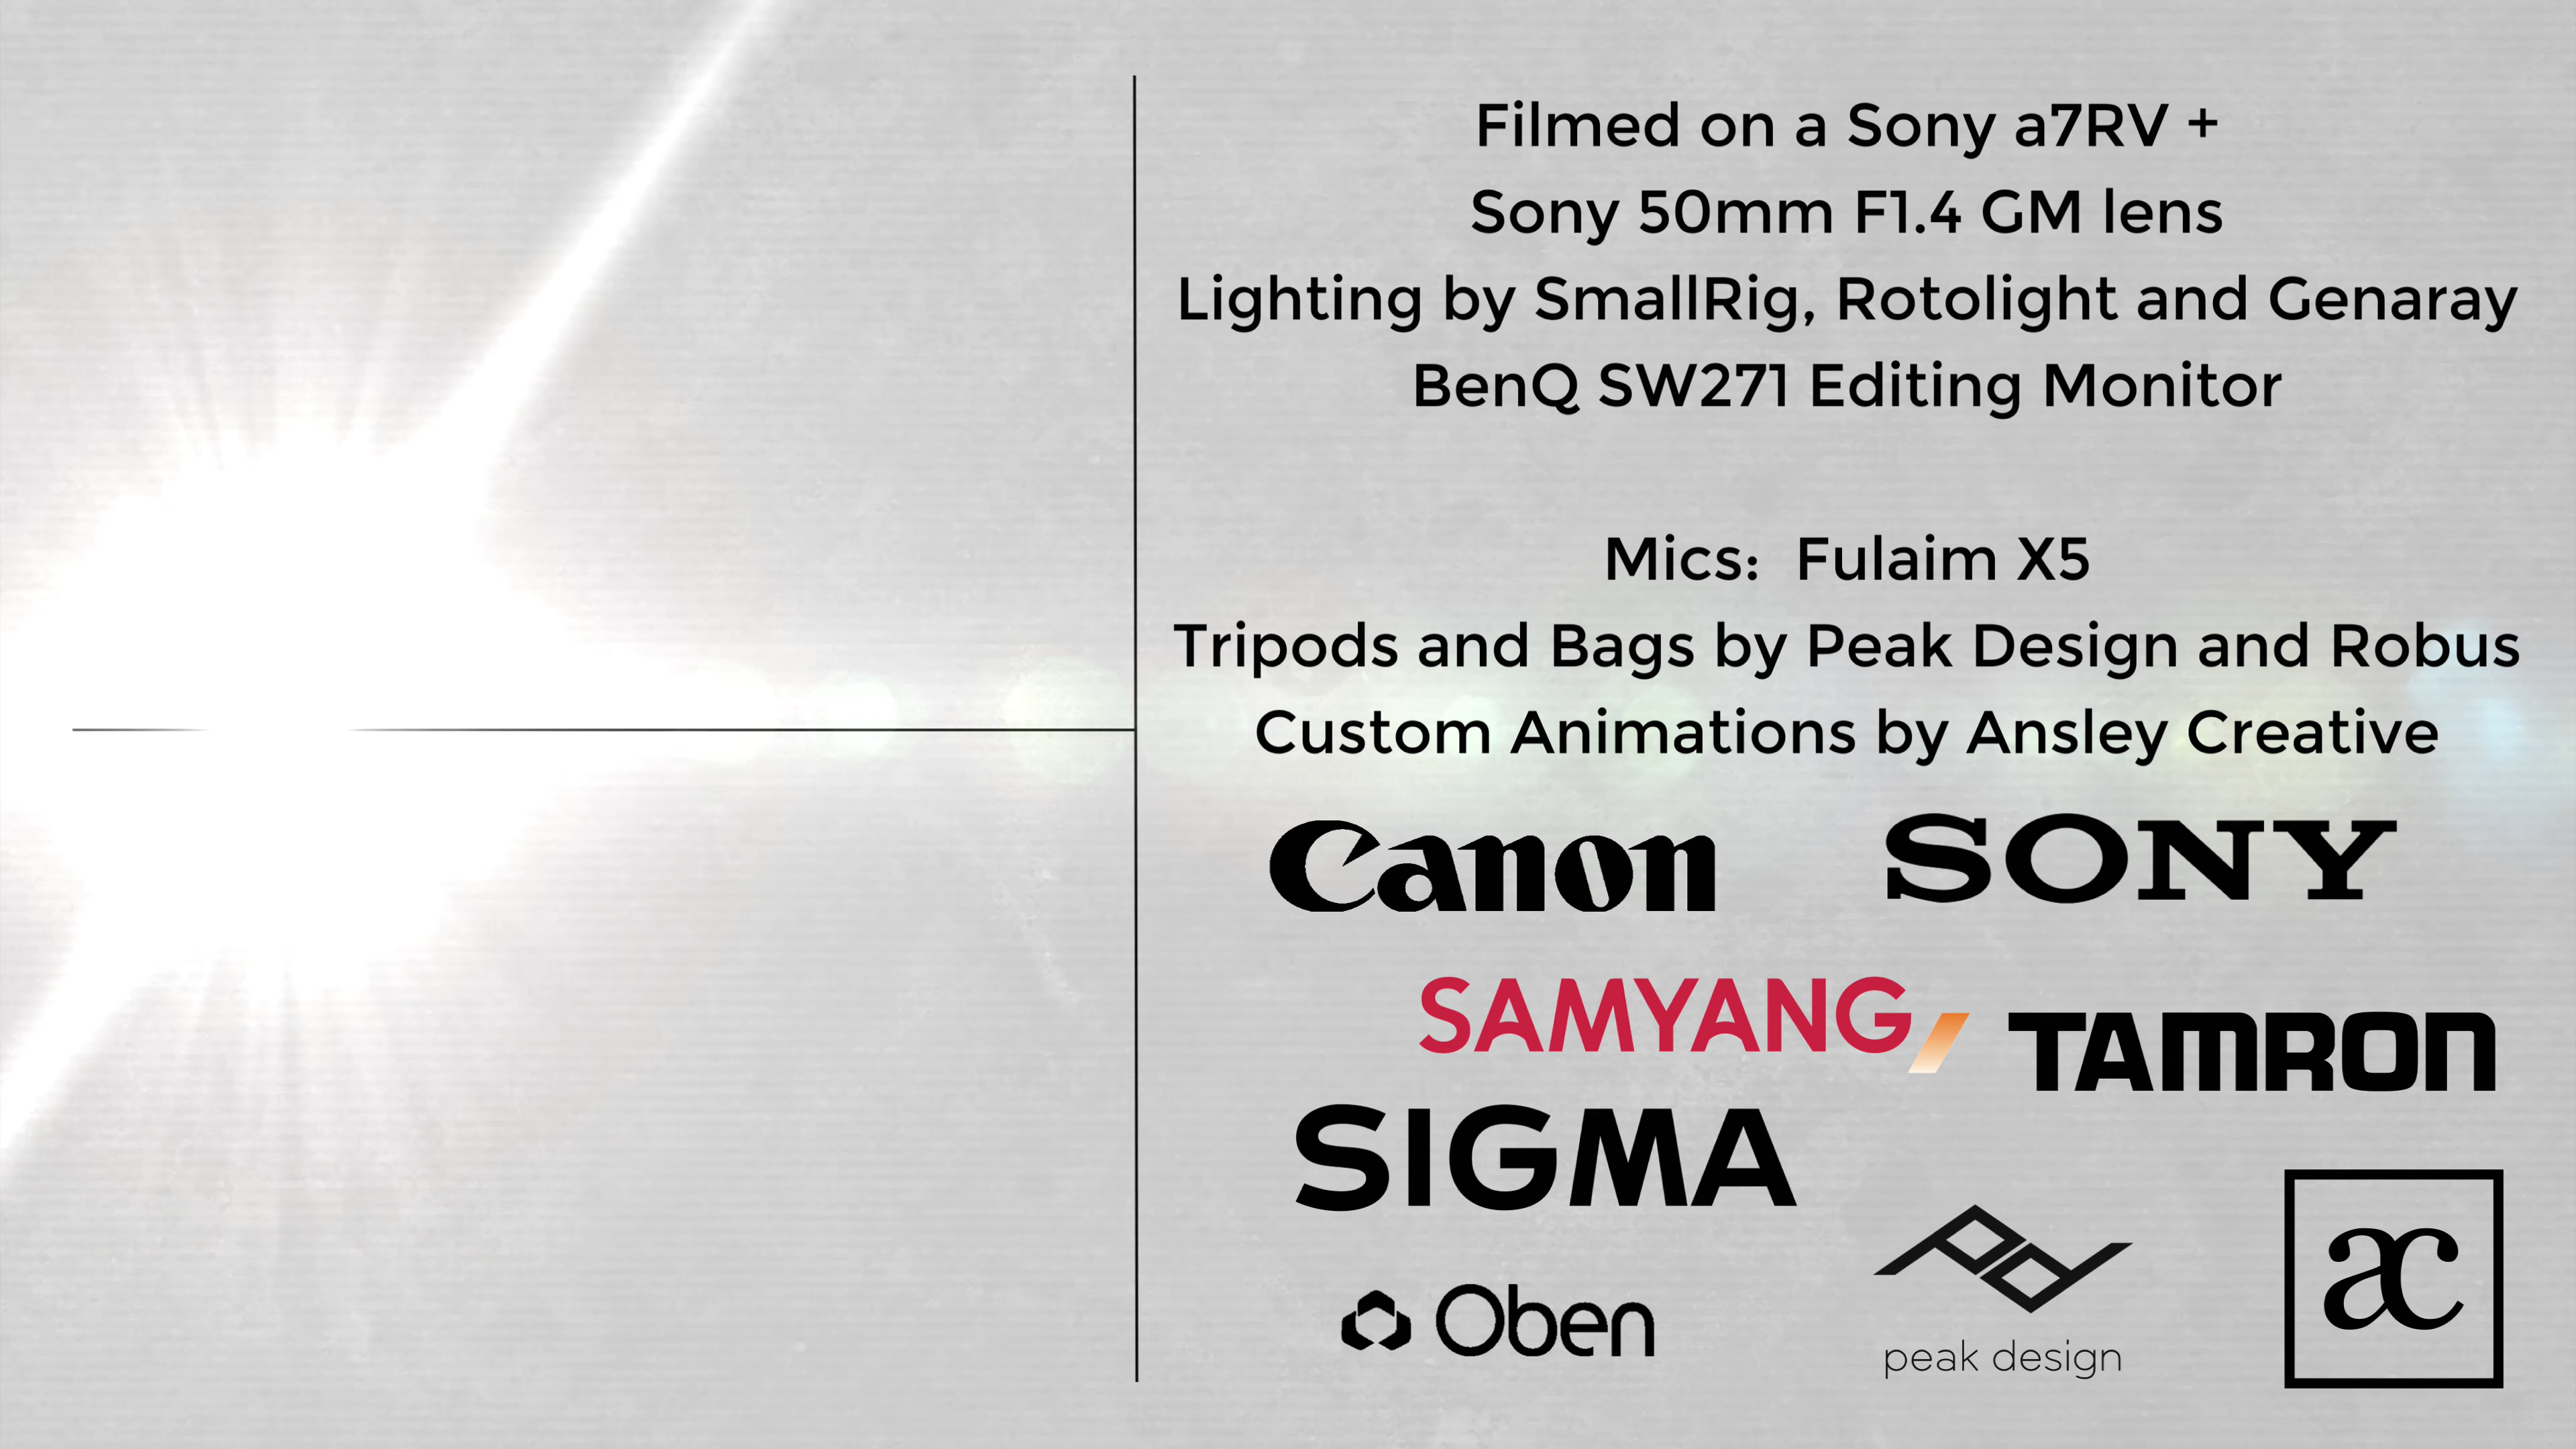 Filmed on a Sony a7RV +
Sony 50mm F1.4 GM lens
Lighting by SmallRig, Rotolight and Genaray
BenQ SW271 Editing Monitor
Mics:  Fulaim X5
Tripods and Bags by Peak Design and Robus
Custom Animations by Ansley Creative
Canon SONY
SAMYANG TAMRON
SIGMA
pd
ac
Oben
peak design